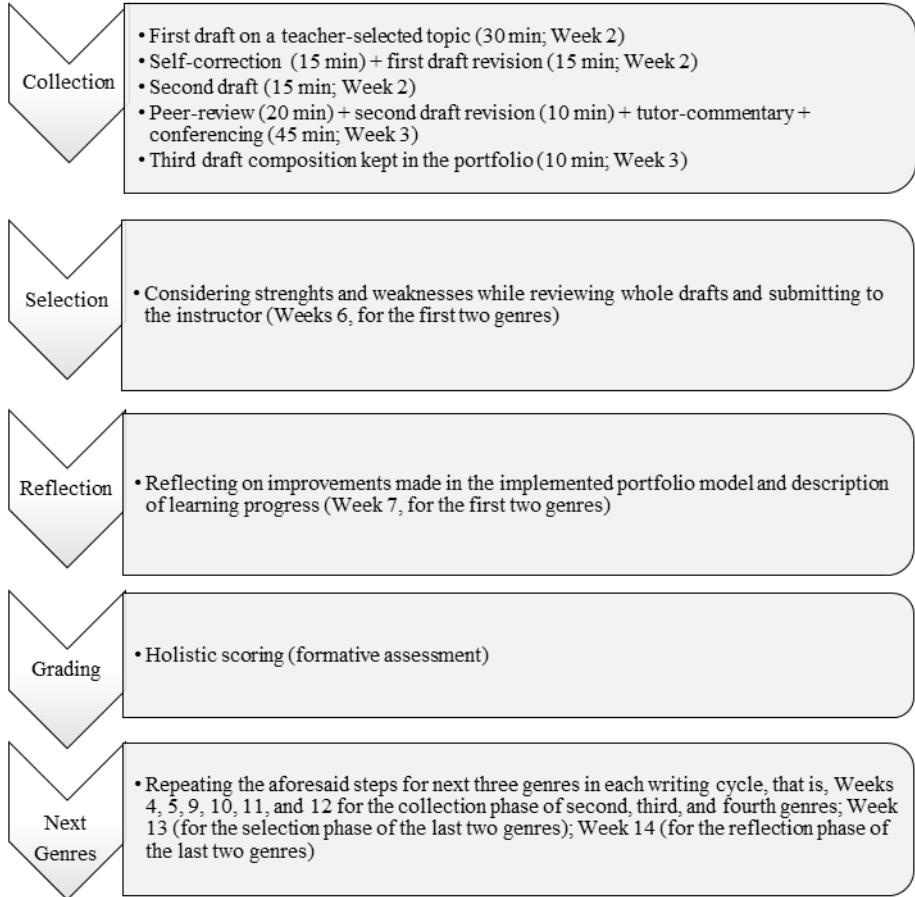 Collection
• First draft on a teacher-selected topic (30 min; Week 2)
• Self-correction (15 min) + first draft revision (15 min; Week 2)
• Second draft (15 min; Week 2)
• Peer-review (20 min) + second draft revision (10 min) + tutor-commentary +
conferencing (45 min; Week 3)
• Third draft composition kept in the portfolio (10 min; Week 3)
Selection
• Considering strenghts and weaknesses while reviewing whole drafts and submitting to
the instructor (Weeks 6, for the first two genres)
Reflection
• Reflecting on improvements made in the implemented portfolio model and description
of learning progress (Week 7, for the first two genres)
Grading
• Holistic scoring (formative assessment)
Next
Genres
• Repeating the aforesaid steps for next three genres in each writing cycle, that is, Weeks
4, 5, 9, 10, 11, and 12 for the collection phase of second, third, and fourth genres; Week
13 (for the selection phase of the last two genres); Week 14 (for the reflection phase of
the last two genres)